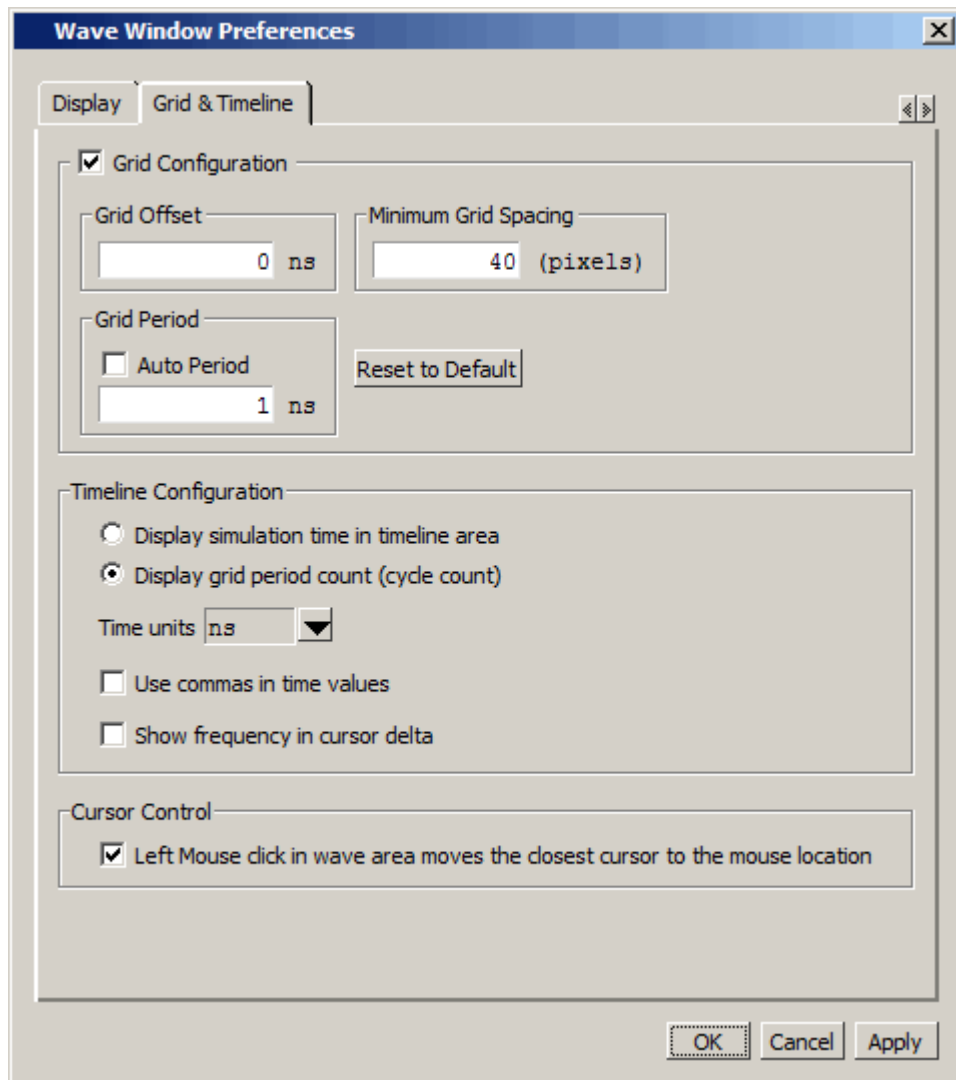 Wave Window Preferences
Display Grid & Timeline
Grid Configuration
Grid Offset Minimum Grid Spacing
0 ns 40 (pixels)
Grid Period
Auto Period
Reset to Default
1 ns
Timeline Configuration
Display simulation time in timeline area
Display grid period count (cycle count)
Time units ns
Use commas in time values
Show frequency in cursor delta
Cursor Control
Left Mouse click in wave area moves the closest cursor to the mouse location
OK Cancel Apply